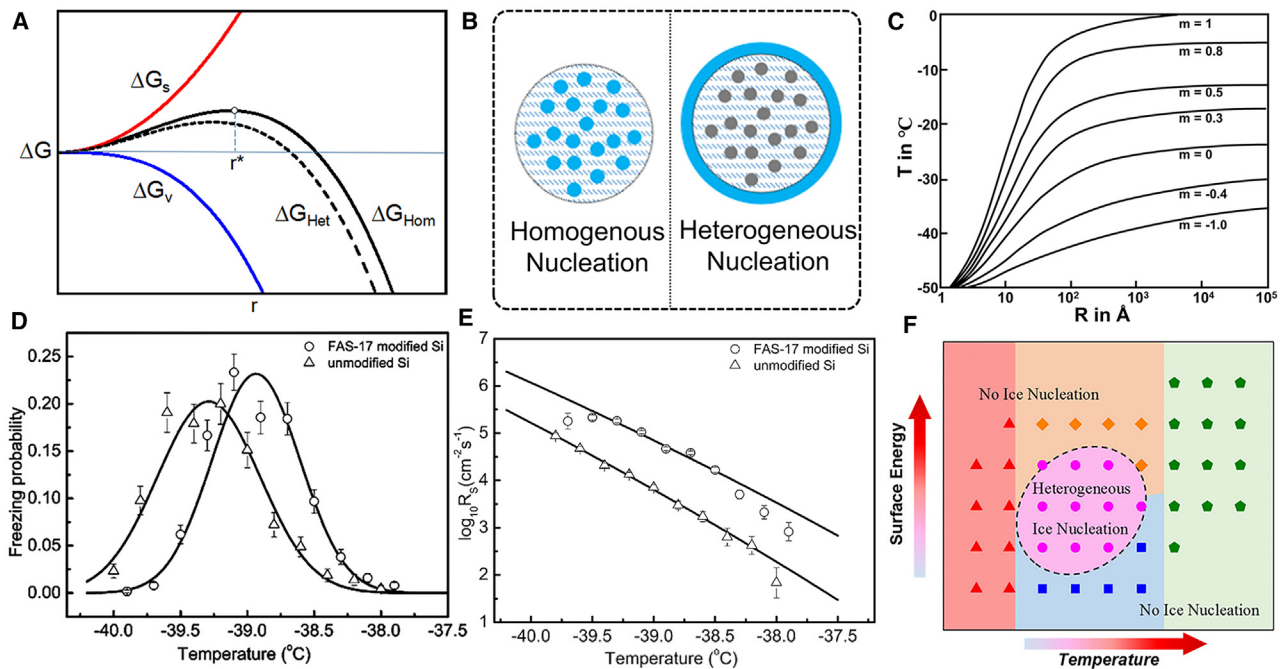 A
ΔGs
ΔG
r*
ΔGv
ΔGHet
ΔGHom
r
B
Homogenous
Nucleation
Heterogeneous
Nucleation
C
T in °C
0
-10
-20
-30
-40
-50
m = 1
m = 0.8
m = 0.5
m = 0.3
m = 0
m = -0.4
m = -1.0
1
10
10²
10³
10⁴
10⁵
R in Å
D
Freezing probability
0.25
0.20
0.15
0.10
0.05
0.00
FAS-17 modified Si
unmodified Si
-40.0
-39.5
-39.0
-38.5
-38.0
-37.5
Temperature (°C)
E
log₁₀Rs(cm⁻²s⁻¹)
7
6
5
4
3
2
1
FAS-17 modified Si
unmodified Si
-40.0
-39.5
-39.0
-38.5
-38.0
-37.5
Temperature (°C)
F
Surface Energy
No Ice Nucleation
Heterogeneous
Ice Nucleation
No Ice Nucleation
Temperature